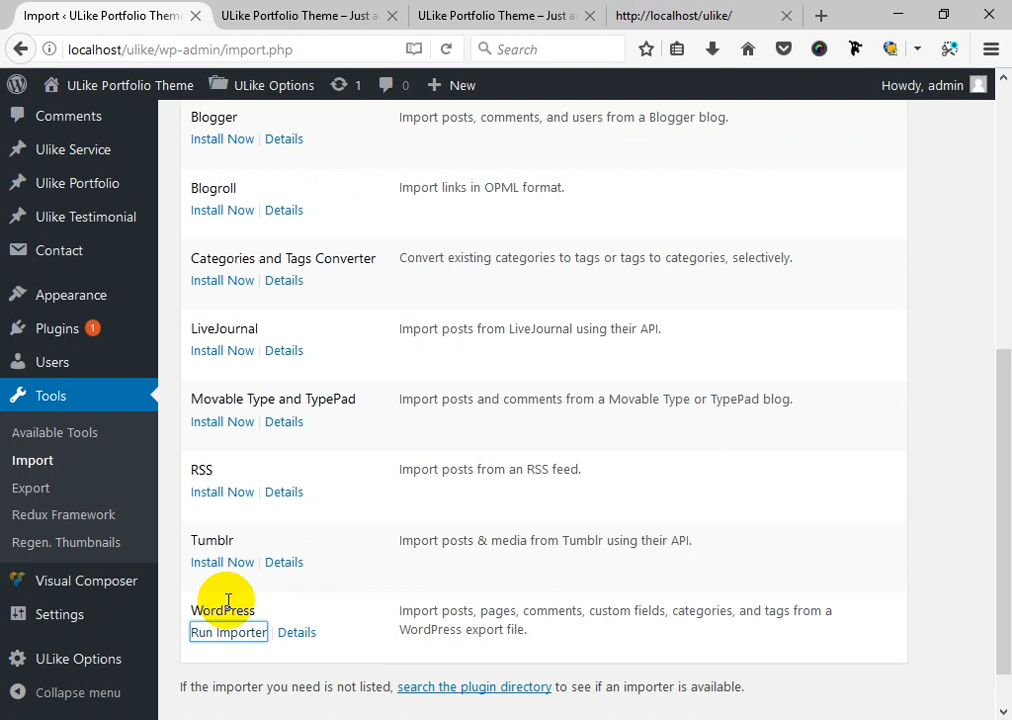 Import ‹ ULike Portfolio Theme
ULike Portfolio Theme – Just a
ULike Portfolio Theme – Just a
http://localhost/ulike/
localhost/ulike/wp-admin/import.php
Search
ULike Portfolio Theme
ULike Options
1
0
New
Howdy, admin
Comments
Ulike Service
Ulike Portfolio
Ulike Testimonial
Contact
Appearance
Plugins 1
Users
Tools
Available Tools
Import
Export
Redux Framework
Regen. Thumbnails
Visual Composer
Settings
ULike Options
Collapse menu
Blogger
Install Now | Details
Import posts, comments, and users from a Blogger blog.
Blogroll
Install Now | Details
Import links in OPML format.
Categories and Tags Converter
Install Now | Details
Convert existing categories to tags or tags to categories, selectively.
LiveJournal
Install Now | Details
Import posts from LiveJournal using their API.
Movable Type and TypePad
Install Now | Details
Import posts and comments from a Movable Type or TypePad blog.
RSS
Install Now | Details
Import posts from an RSS feed.
Tumblr
Install Now | Details
Import posts & media from Tumblr using their API.
WordPress
Run Importer | Details
Import posts, pages, comments, custom fields, categories, and tags from a
WordPress export file.
If the importer you need is not listed, search the plugin directory to see if an importer is available.